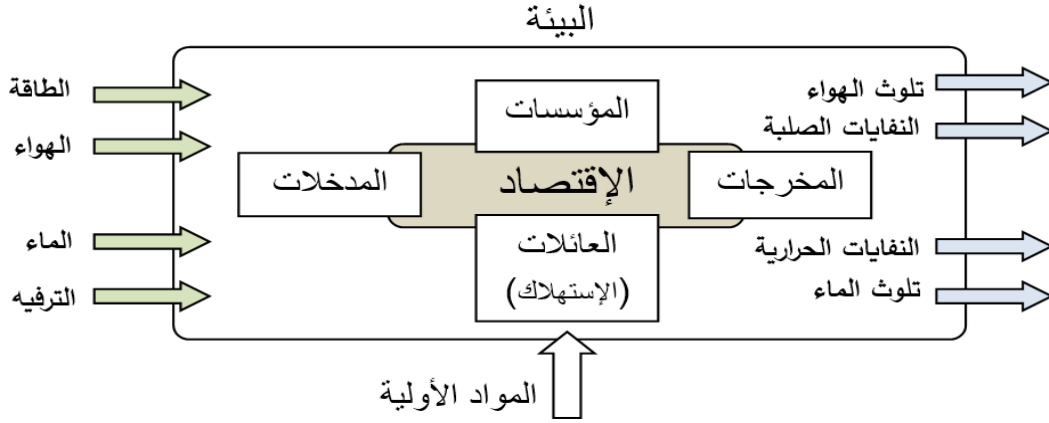 البيئة
الطاقة
الهواء
الماء
الترفيه
المؤسسات
المدخلات
الإقتصاد
المخرجات
العائلات
(الإستهلاك)
تلوث الهواء
النفايات الصلبة
النفايات الحرارية
تلوث الماء
المواد الأولية